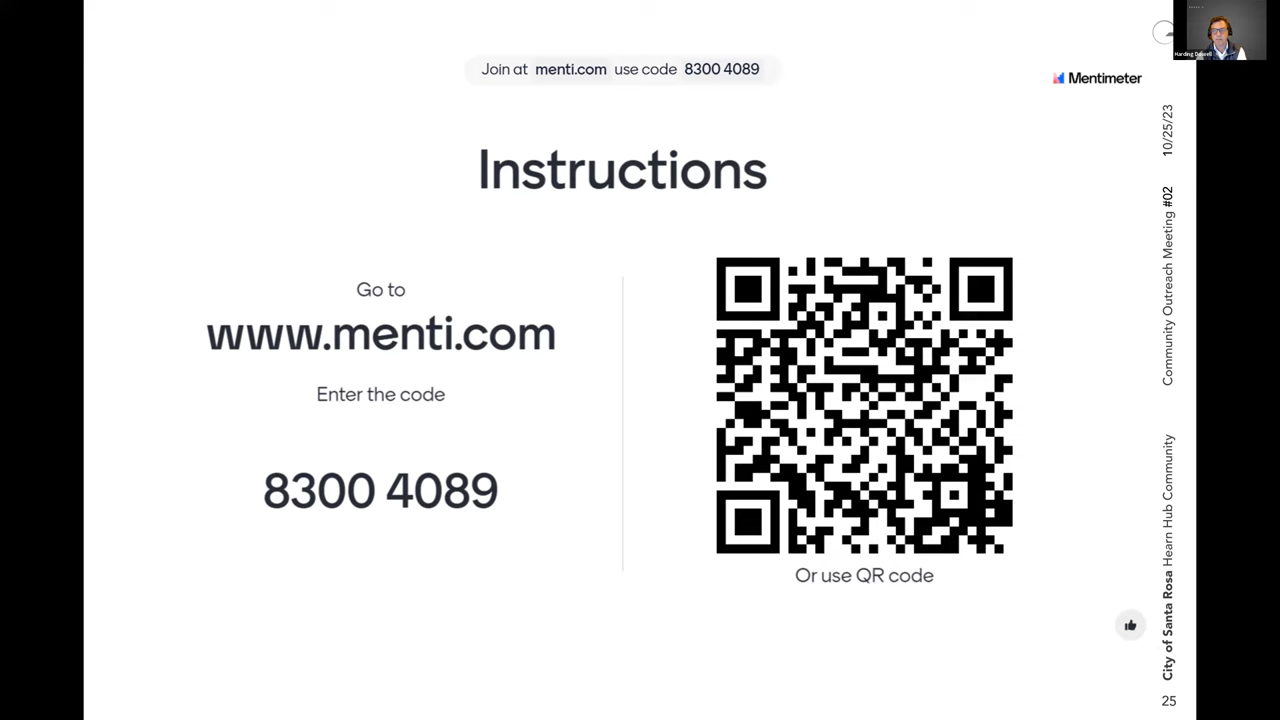 Join at menti.com use code 8300 4089
Mentimeter
Instructions
Go to
www.menti.com
Enter the code
8300 4089
Or use QR code
City of Santa Rosa Hearn Hub Community
Community Outreach Meeting #02
10/25/23
25